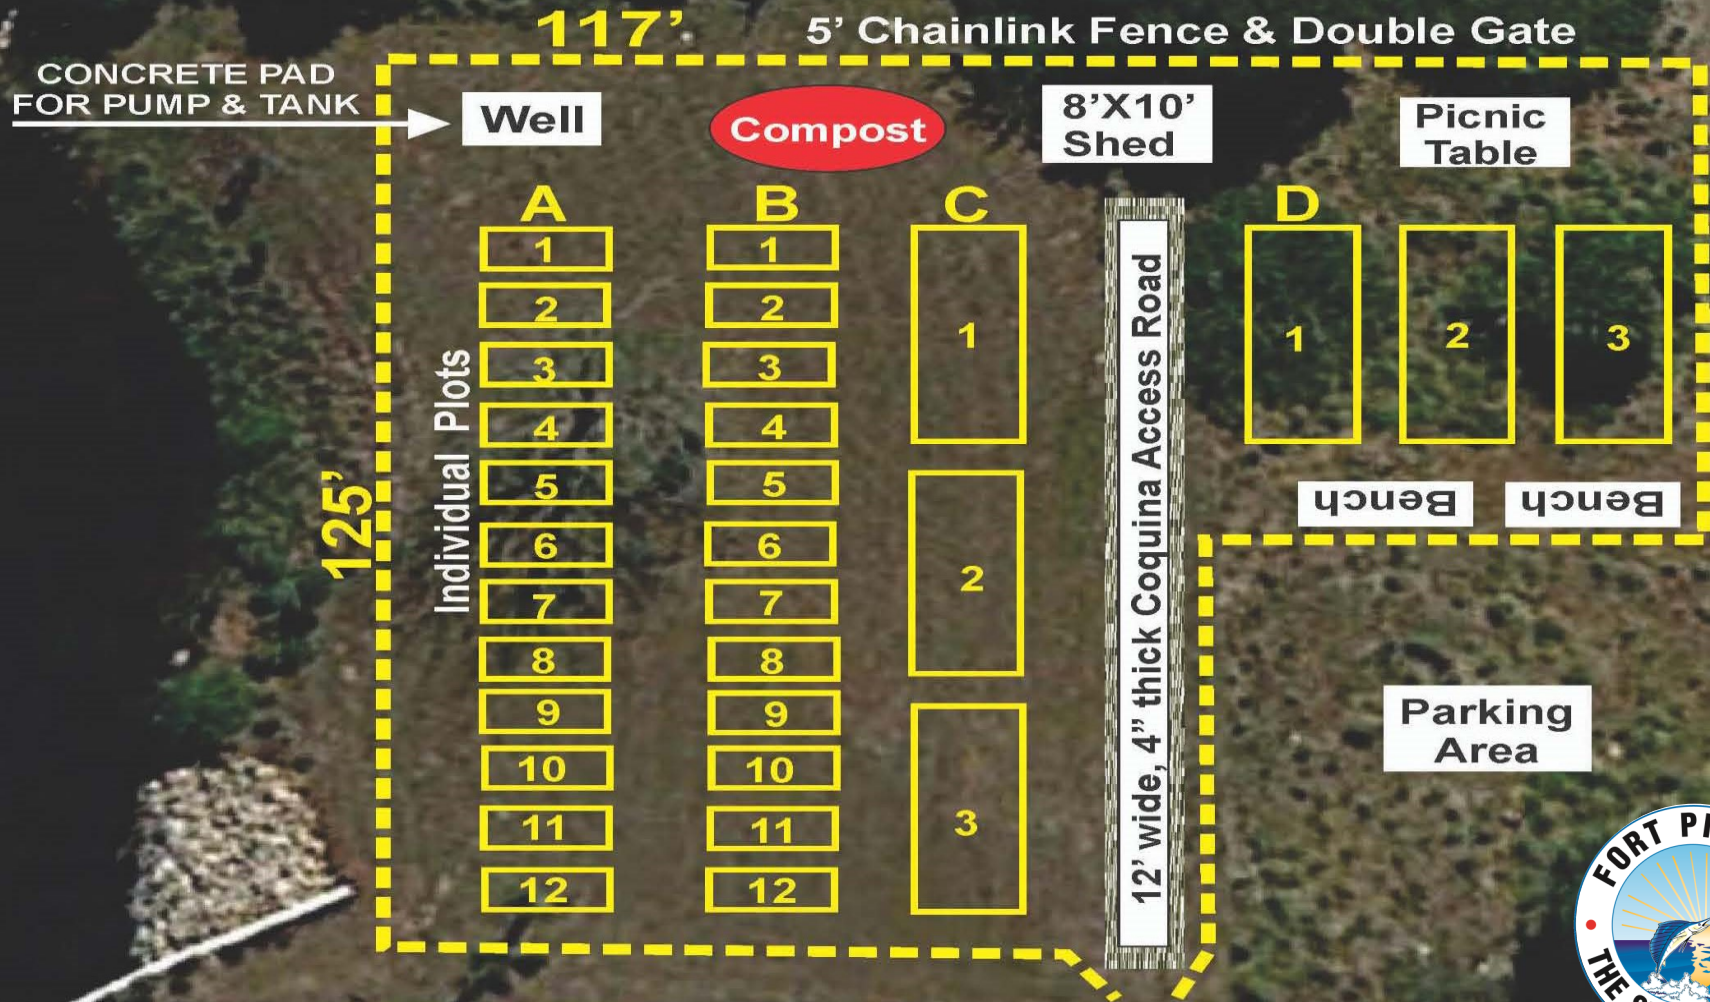 117'
5' Chainlink Fence & Double Gate
CONCRETE PAD
FOR PUMP & TANK
Well
Compost
8'X10'
Shed
Picnic
Table
A
B
C
D
Individual Plots
125'
1
2
3
4
5
6
7
8
9
10
11
12
1
2
3
4
5
6
7
8
9
10
11
12
1
2
3
12' wide, 4" thick Coquina Access Road
1
2
3
Bench
Bench
Parking
Area
FORT
THE